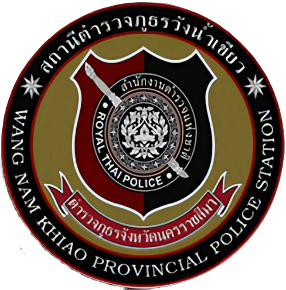 สถานีตำรวจภูธรวังน้ำเขียว
สำนักงานตำรวจแห่งชาติ
ROYAL THAI POLICE
ตำรวจภูธรจังหวัดนครราชสีมา
WANG NAM KHIAO PROVINCIAL POLICE STATION